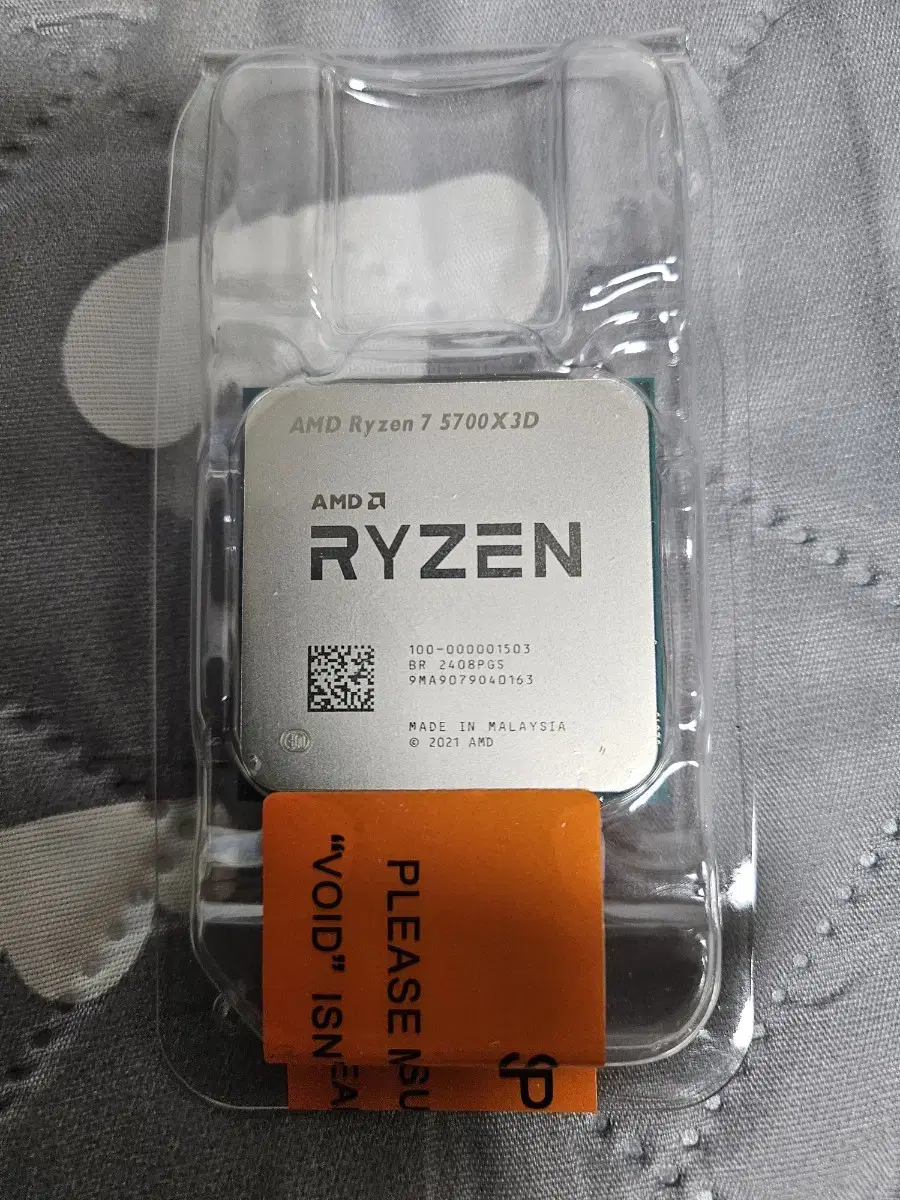 AMD Ryzen 7 5700X3D
AMD
RYZEN
100-000001503
BR 2408PGS
9MA9079040163
MADE IN MALAYSIA
© 2021 AMD
PLEASE
"VOID" ISN